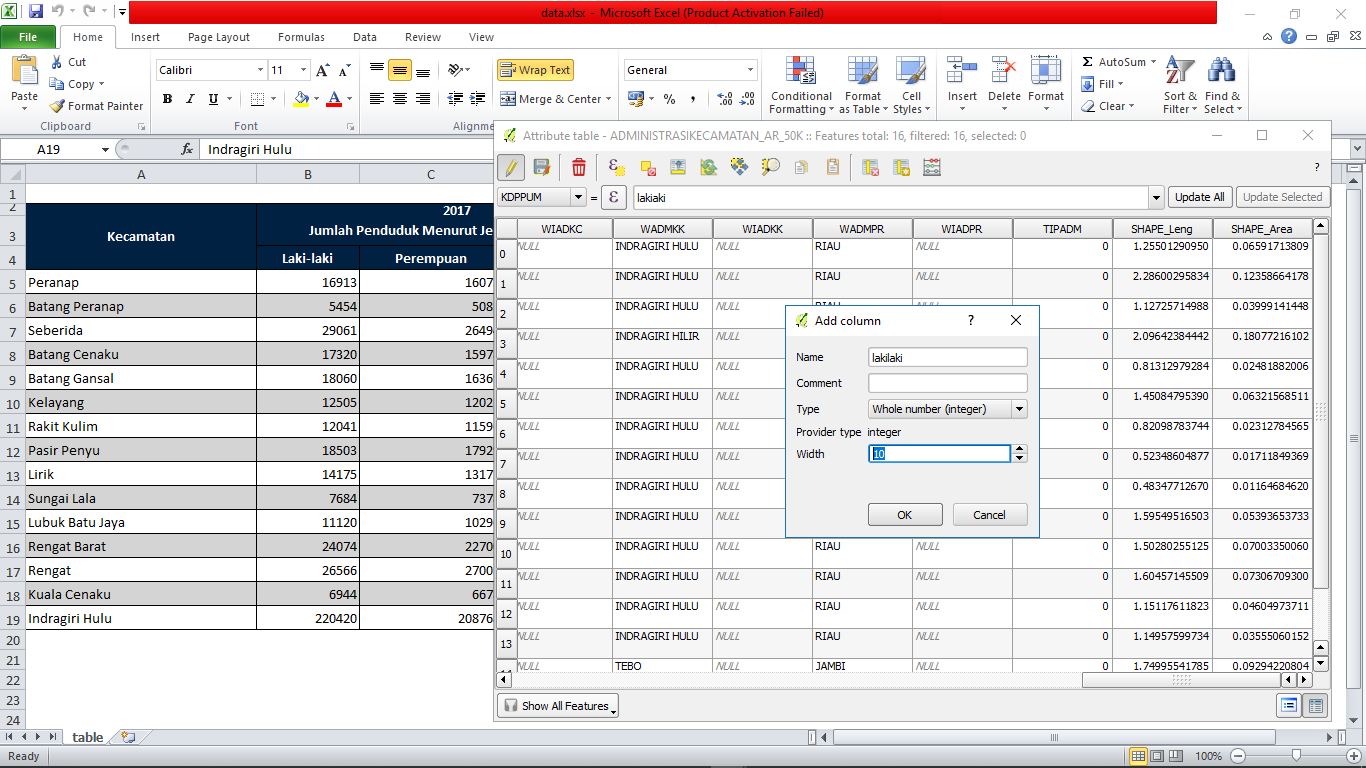 data.xlsx - Microsoft Excel (Product Activation Failed)
File Home Insert Page Layout Formulas Data Review View
Paste
Cut
Copy
Format Painter
Clipboard
Calibri 11
B I U
Font
Wrap Text
Merge & Center
Alignme
General
% ,
Conditional Formatting
Format as Table
Cell Styles
Insert Delete Format
AutoSum
Fill
Clear
Sort & Filter
Find & Select
A19 fx Indragiri Hulu
A B C
1
2 2017
3 Kecamatan Jumlah Penduduk Menurut Je
4 Laki-laki Perempuan
5 Peranap 16913 1607
6 Batang Peranap 5454 508
7 Seberida 29061 2649
8 Batang Cenaku 17320 1597
9 Batang Gansal 18060 1636
10 Kelayang 12505 1202
11 Rakit Kulim 12041 1159
12 Pasir Penyu 18503 1792
13 Lirik 14175 1317
14 Sungai Lala 7684 737
15 Lubuk Batu Jaya 11120 1029
16 Rengat Barat 24074 2270
17 Rengat 26566 2700
18 Kuala Cenaku 6944 667
19 Indragiri Hulu 220420 20876
20
21
22
23
24
table
Ready 100%
Attribute table - ADMINISTRASIKECAMATAN_AR_50K :: Features total: 16, filtered: 16, selected: 0
?
KDPPUM = ε lakiaki Update All Update Selected
WIADKC WADMKK WIADKK WADMPR WIADPR TIPADM SHAPE_Leng SHAPE_Area
0 NULL INDRAGIRI HULU NULL RIAU NULL 0 1.25501290950 0.06591713809
1 NULL INDRAGIRI HULU NULL RIAU NULL 0 2.28600295834 0.12358664178
2 NULL INDRAGIRI HULU NULL RIAU 0 1.12725714988 0.03999141448
3 NULL INDRAGIRI HILIR NULL 0 2.09642384442 0.18077216102
4 NULL INDRAGIRI HULU NULL 0 0.81312979284 0.02481882006
5 NULL INDRAGIRI HULU NULL 0 1.45084795390 0.06321568511
6 NULL INDRAGIRI HULU NULL 0 0.82098783744 0.02312784565
7 NULL INDRAGIRI HULU NULL 0 0.52348604877 0.01711849369
8 NULL INDRAGIRI HULU NULL 0 0.48347712670 0.01164684620
9 NULL INDRAGIRI HULU NULL 0 1.59549516503 0.05393653733
10 NULL INDRAGIRI HULU NULL RIAU NULL 0 1.50280255125 0.07003350060
11 NULL INDRAGIRI HULU NULL RIAU NULL 0 1.60457145509 0.07306709300
12 NULL INDRAGIRI HULU NULL RIAU NULL 0 1.15117611823 0.04604973711
13 NULL INDRAGIRI HULU NULL RIAU NULL 0 1.14957599734 0.03555060152
NULL TEBO NULL JAMBI NULL 0 1.74995541785 0.09294220804
Show All Features
Add column ?
Name lakilaki
Comment
Type Whole number (integer)
Provider type integer
Width 10
OK Cancel